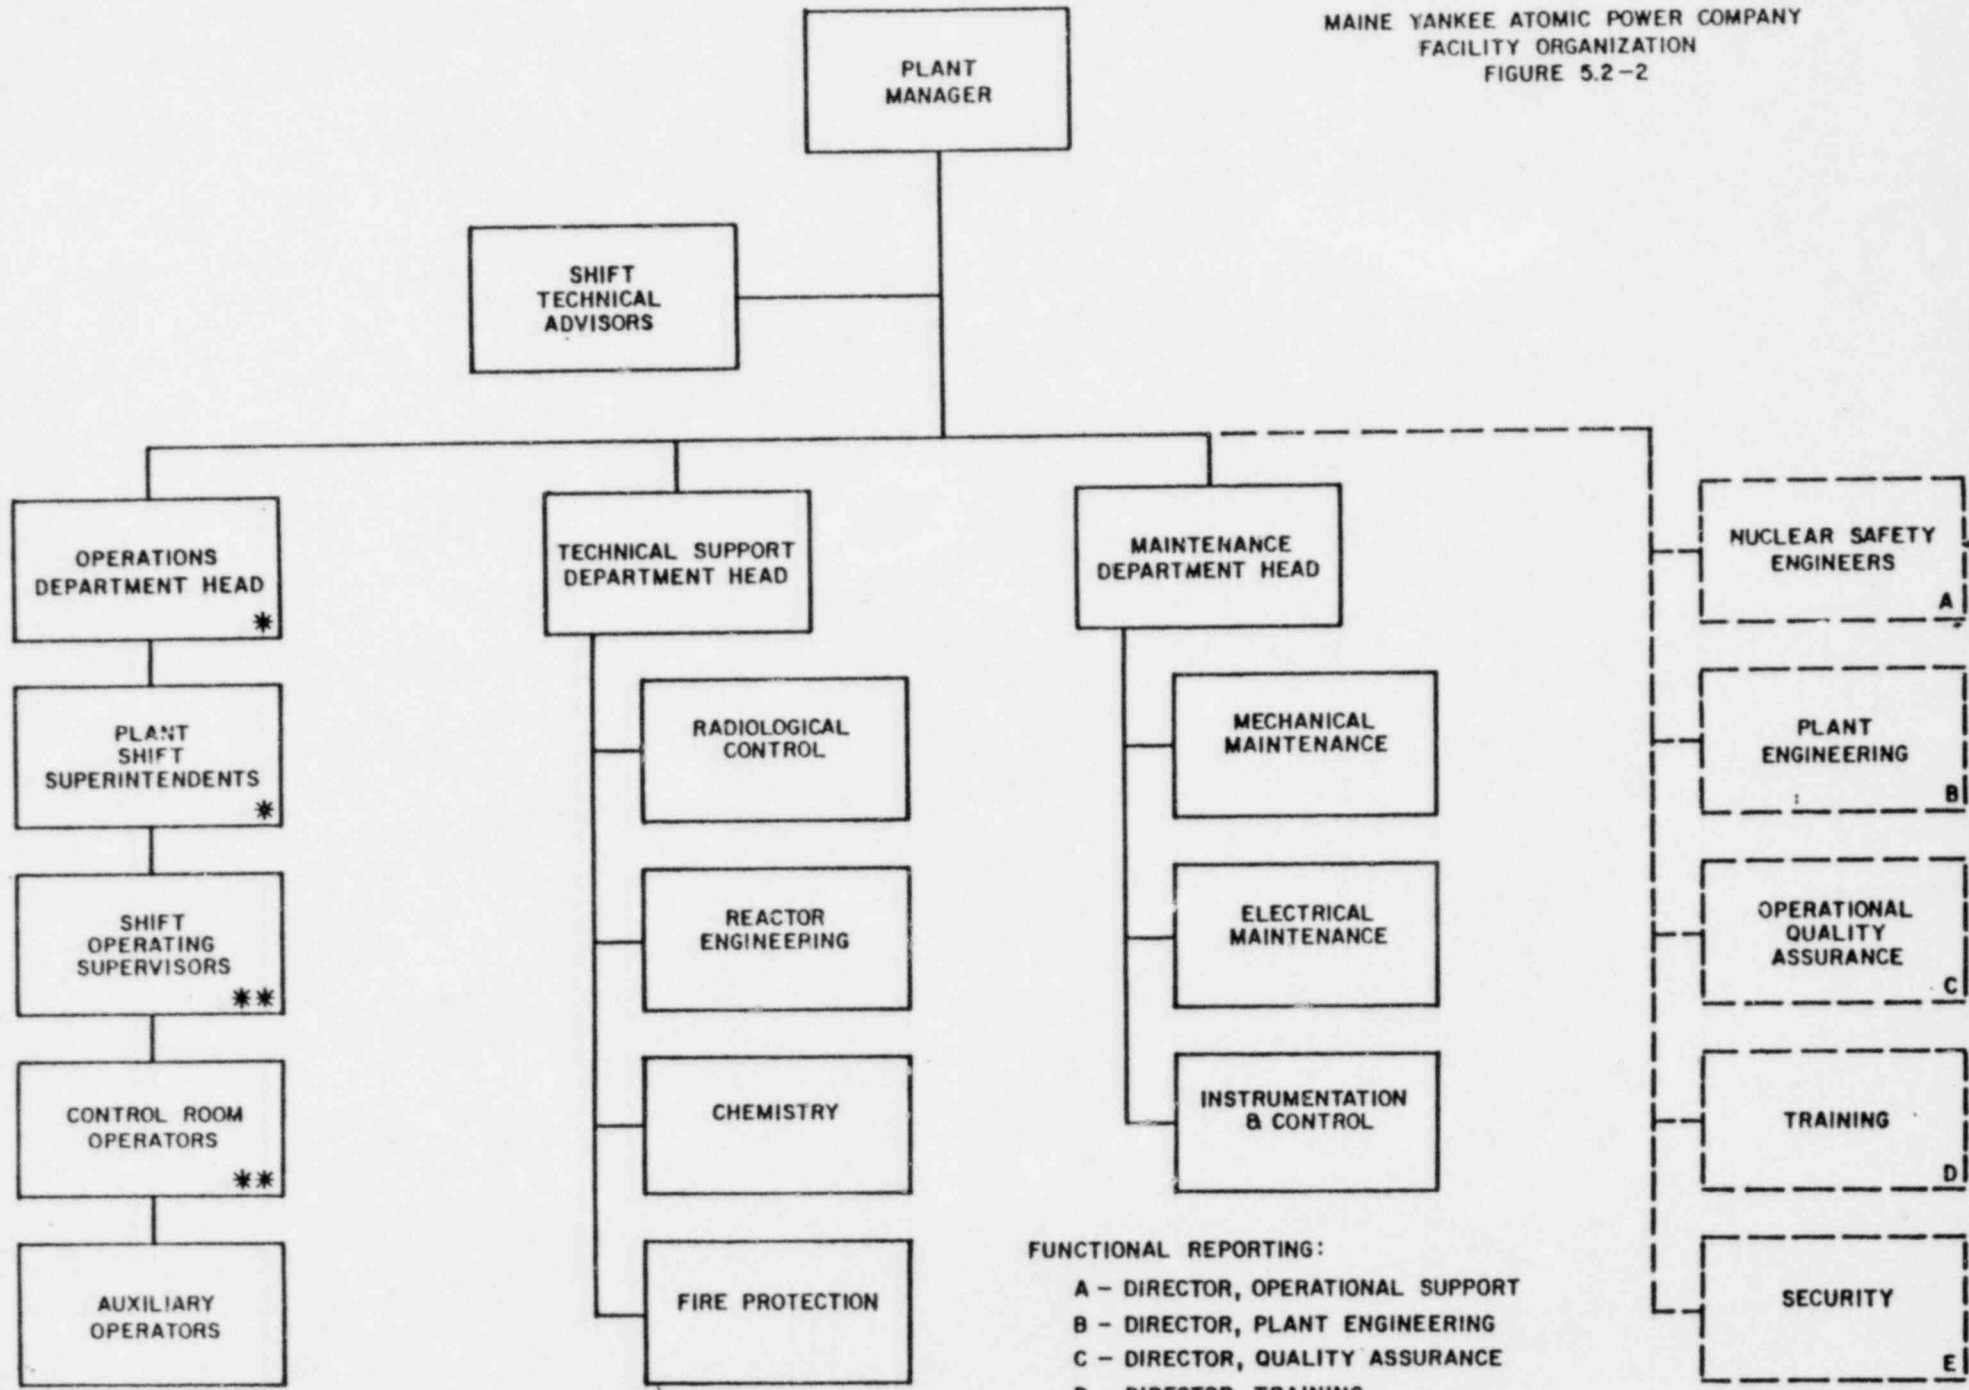 MAINE YANKEE ATOMIC POWER COMPANY
FACILITY ORGANIZATION
FIGURE 5.2-2
PLANT
MANAGER
SHIFT
TECHNICAL
ADVISORS
OPERATIONS
DEPARTMENT HEAD
*
PLANT
SHIFT
SUPERINTENDENTS
*
SHIFT
OPERATING
SUPERVISORS
**
CONTROL ROOM
OPERATORS
**
AUXILIARY
OPERATORS
TECHNICAL SUPPORT
DEPARTMENT HEAD
RADIOLOGICAL
CONTROL
REACTOR
ENGINEERING
CHEMISTRY
FIRE PROTECTION
MAINTENANCE
DEPARTMENT HEAD
MECHANICAL
MAINTENANCE
ELECTRICAL
MAINTENANCE
INSTRUMENTATION
& CONTROL
NUCLEAR SAFETY
ENGINEERS
A
PLANT
ENGINEERING
B
OPERATIONAL
QUALITY
ASSURANCE
C
TRAINING
D
SECURITY
E
FUNCTIONAL REPORTING:
A - DIRECTOR, OPERATIONAL SUPPORT
B - DIRECTOR, PLANT ENGINEERING
C - DIRECTOR, QUALITY ASSURANCE
D - DIRECTOR, TRAINING